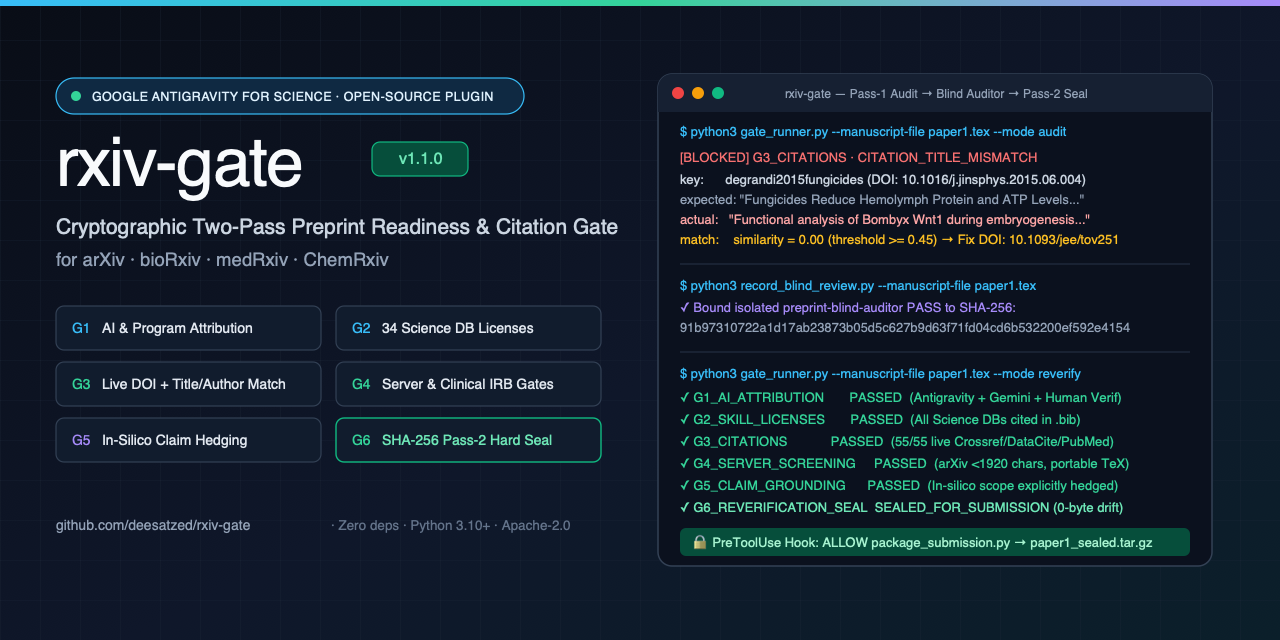 GOOGLE ANTIGRAVITY FOR SCIENCE · OPEN-SOURCE PLUGIN
rxiv-gate
v1.1.0
Cryptographic Two-Pass Preprint Readiness & Citation Gate
for arXiv · bioRxiv · medRxiv · ChemRxiv
G1 AI & Program Attribution
G2 34 Science DB Licenses
G3 Live DOI + Title/Author Match
G4 Server & Clinical IRB Gates
G5 In-Silico Claim Hedging
G6 SHA-256 Pass-2 Hard Seal
github.com/deesatzed/rxiv-gate · Zero deps · Python 3.10+ · Apache-2.0
rxiv-gate — Pass-1 Audit → Blind Auditor → Pass-2 Seal
$ python3 gate_runner.py --manuscript-file paper1.tex --mode audit
[BLOCKED] G3_CITATIONS · CITATION_TITLE_MISMATCH
key: degrandi2015fungicides (DOI: 10.1016/j.jinsphys.2015.06.004)
expected: "Fungicides Reduce Hemolymph Protein and ATP Levels..."
actual: "Functional analysis of Bombyx Wnt1 during embryogenesis..."
match: similarity = 0.00 (threshold >= 0.45) → Fix DOI: 10.1093/jee/tov251
$ python3 record_blind_review.py --manuscript-file paper1.tex
✓ Bound isolated preprint-blind-auditor PASS to SHA-256:
91b97310722a1d17ab23873b05d5c627b9d63f71fd04cd6b532200ef592e4154
$ python3 gate_runner.py --manuscript-file paper1.tex --mode reverify
✓ G1_AI_ATTRIBUTION PASSED (Antigravity + Gemini + Human Verif)
✓ G2_SKILL_LICENSES PASSED (All Science DBs cited in .bib)
✓ G3_CITATIONS PASSED (55/55 live Crossref/DataCite/PubMed)
✓ G4_SERVER_SCREENING PASSED (arXiv <1920 chars, portable TeX)
✓ G5_CLAIM_GROUNDING PASSED (In-silico scope explicitly hedged)
✓ G6_REVERIFICATION_SEAL SEALED_FOR_SUBMISSION (0-byte drift)
🔒 PreToolUse Hook: ALLOW package_submission.py → paper1_sealed.tar.gz